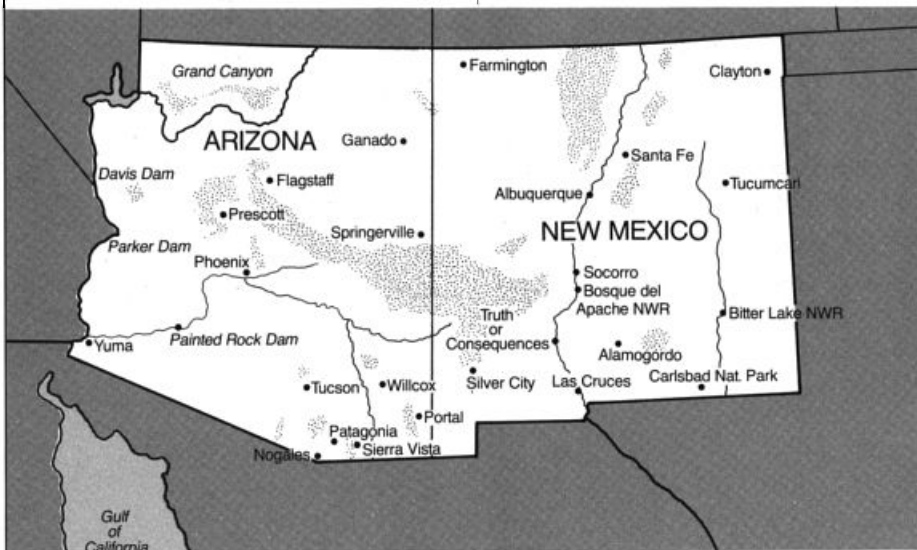 Grand Canyon
Farmington
Clayton
ARIZONA
Ganado
Santa Fe
Davis Dam
Flagstaff
Albuquerque
Tucumcari
Prescott
Springerville
NEW MEXICO
Parker Dam
Phoenix
Socorro
Bosque del
Apache NWR
Truth
or
Consequences
Bitter Lake NWR
Yuma
Painted Rock Dam
Alamogordo
Tucson
Willcox
Silver City
Las Cruces
Carlsbad Nat. Park
Portal
Patagonia
Nogales
Sierra Vista
Gulf
of
California